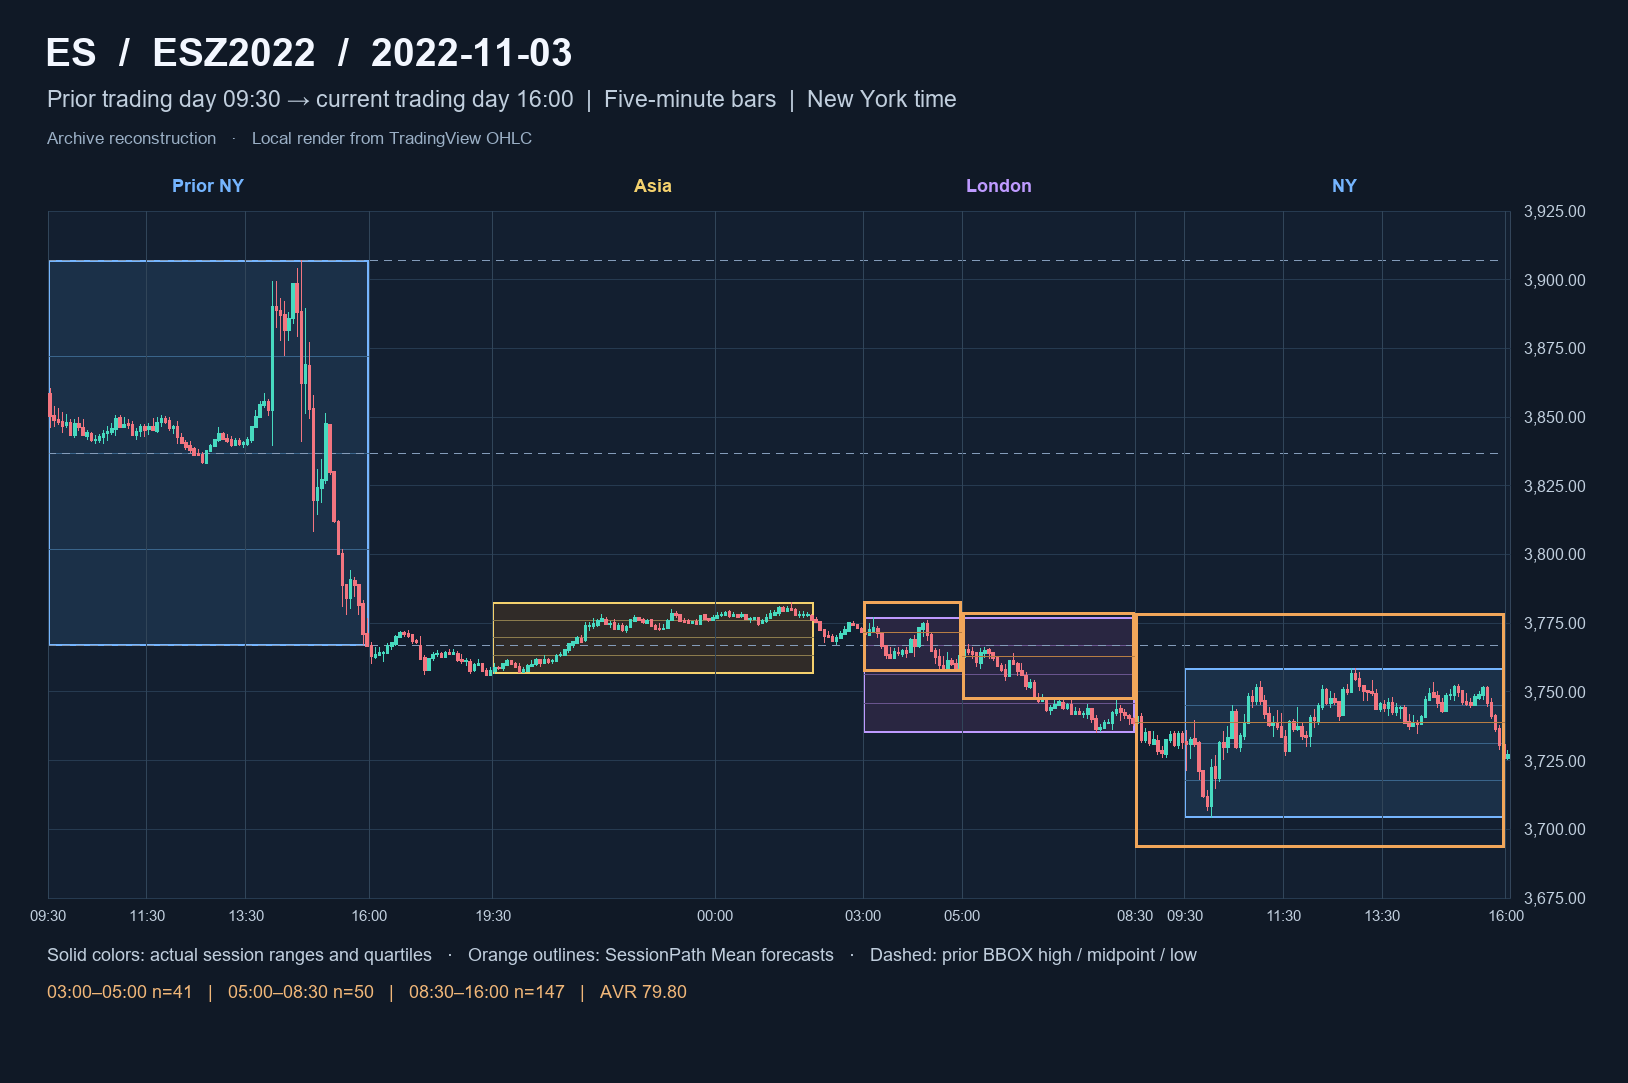 ES / ESZ2022 / 2022-11-03
Prior trading day 09:30 → current trading day 16:00 | Five-minute bars | New York time
Archive reconstruction · Local render from TradingView OHLC
Prior NY Asia London NY
3,925.00
3,900.00
3,875.00
3,850.00
3,825.00
3,800.00
3,775.00
3,750.00
3,725.00
3,700.00
3,675.00
09:30 11:30 13:30 16:00 19:30 00:00 03:00 05:00 08:30 09:30 11:30 13:30 16:00
Solid colors: actual session ranges and quartiles · Orange outlines: SessionPath Mean forecasts · Dashed: prior BBOX high / midpoint / low
03:00–05:00 n=41 | 05:00–08:30 n=50 | 08:30–16:00 n=147 | AVR 79.80